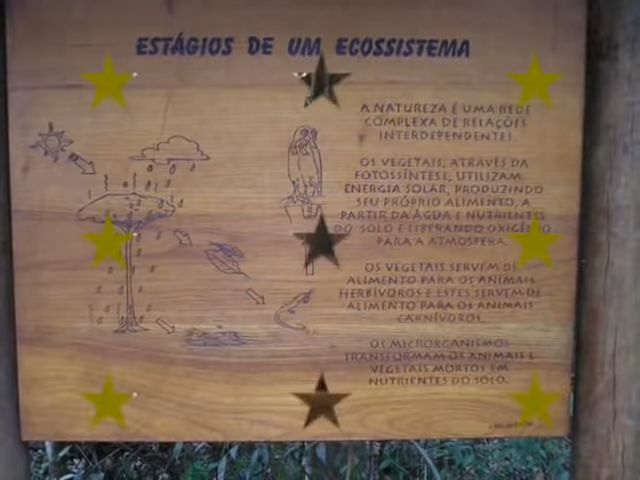 ESTÁGIOS DE UM ECOSSISTEMA
A NATUREZA É UMA REDE
COMPLEXA DE RELAÇÕES
INTERDEPENDENTES.
OS VEGETAIS, ATRAVÉS DA
FOTOSSÍNTESE, UTILIZAM
ENERGIA SOLAR, PRODUZINDO
SEU PRÓPRIO ALIMENTO, A
PARTIR DA ÁGUA E NUTRIENTES
DO SOLO E LIBERANDO OXIGÊNIO
PARA A ATMOSFERA.
OS VEGETAIS SERVEM DE
ALIMENTO PARA OS ANIMAIS
HERBÍVOROS E ESTES SERVEM DE
ALIMENTO PARA OS ANIMAIS
CARNÍVOROS.
OS MICRORGANISMOS
TRANSFORMAM OS ANIMAIS E
VEGETAIS MORTOS EM
NUTRIENTES DO SOLO.